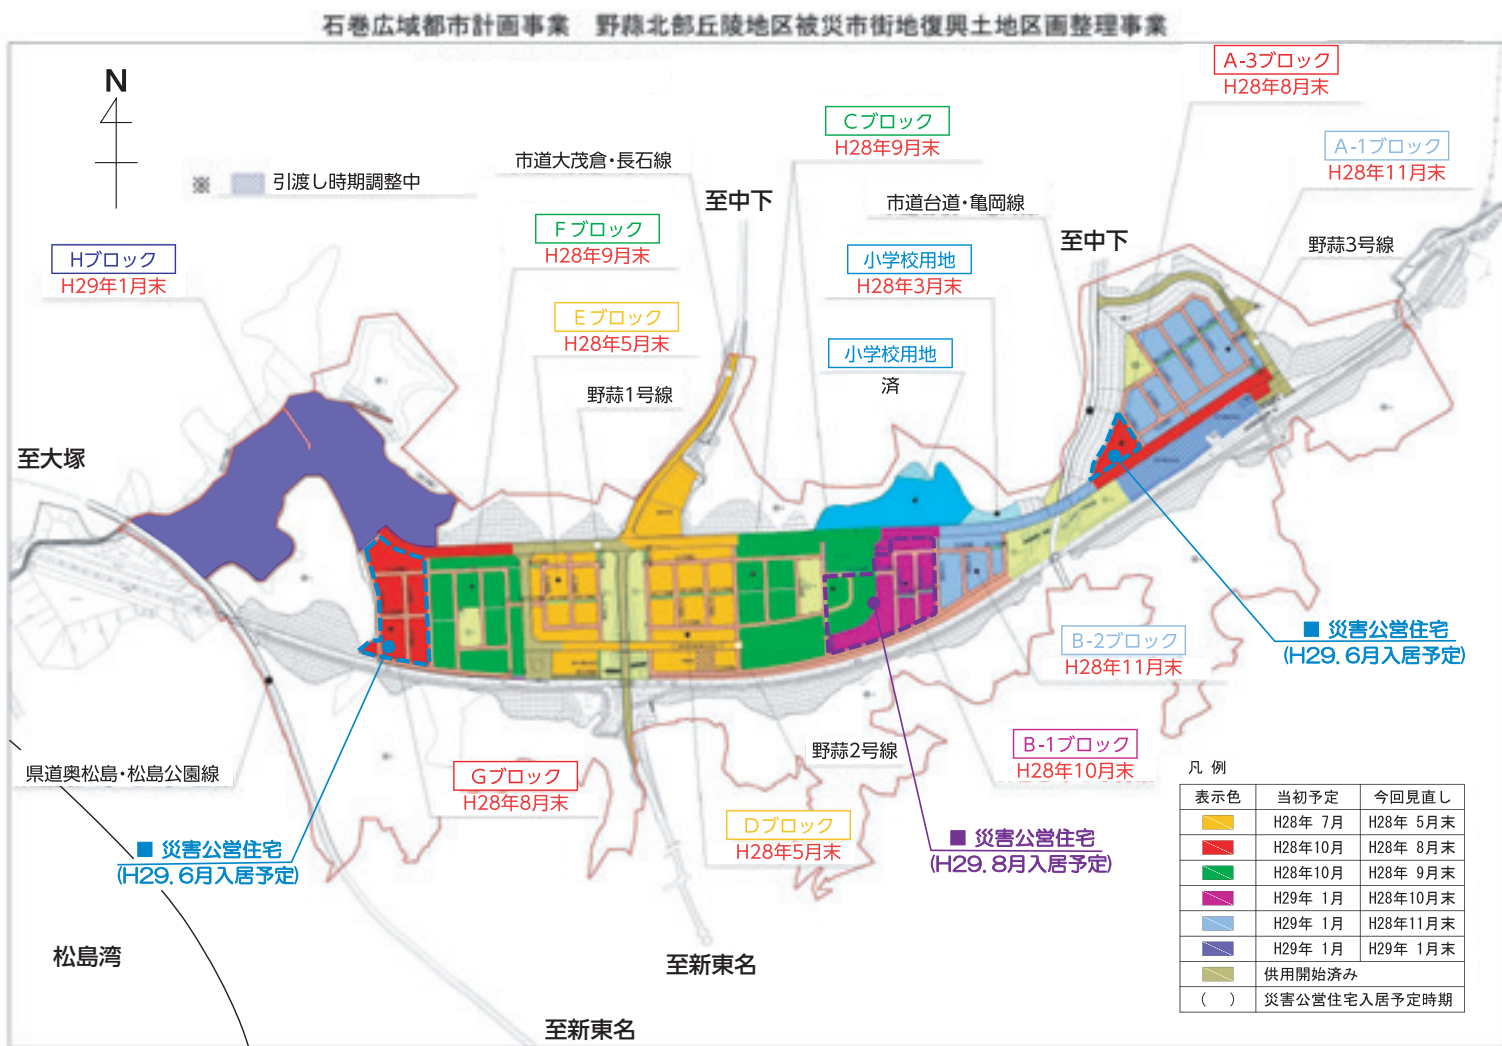 石巻広域都市計画事業　野蒜北部丘陵地区被災市街地復興土地区画整理事業
N
※ 引渡し時期調整中
A-3ブロック
H28年8月末
Cブロック
H28年9月末
A-1ブロック
H28年11月末
市道大茂倉・長石線
至中下
市道台道・亀岡線
至中下
野蒜3号線
Fブロック
H28年9月末
Hブロック
H29年1月末
小学校用地
H28年3月末
Eブロック
H28年5月末
小学校用地
済
野蒜1号線
至大塚
■ 災害公営住宅
(H29.6月入居予定)
B-2ブロック
H28年11月末
B-1ブロック
H28年10月末
野蒜2号線
県道奥松島・松島公園線
Gブロック
H28年8月末
Dブロック
H28年5月末
■ 災害公営住宅
(H29.8月入居予定)
■ 災害公営住宅
(H29.6月入居予定)
松島湾
至新東名
至新東名
凡 例
表示色 当初予定 今回見直し
H28年 7月 H28年 5月末
H28年10月 H28年 8月末
H28年10月 H28年 9月末
H29年 1月 H28年10月末
H29年 1月 H28年11月末
H29年 1月 H29年 1月末
供用開始済み
( ) 災害公営住宅入居予定時期